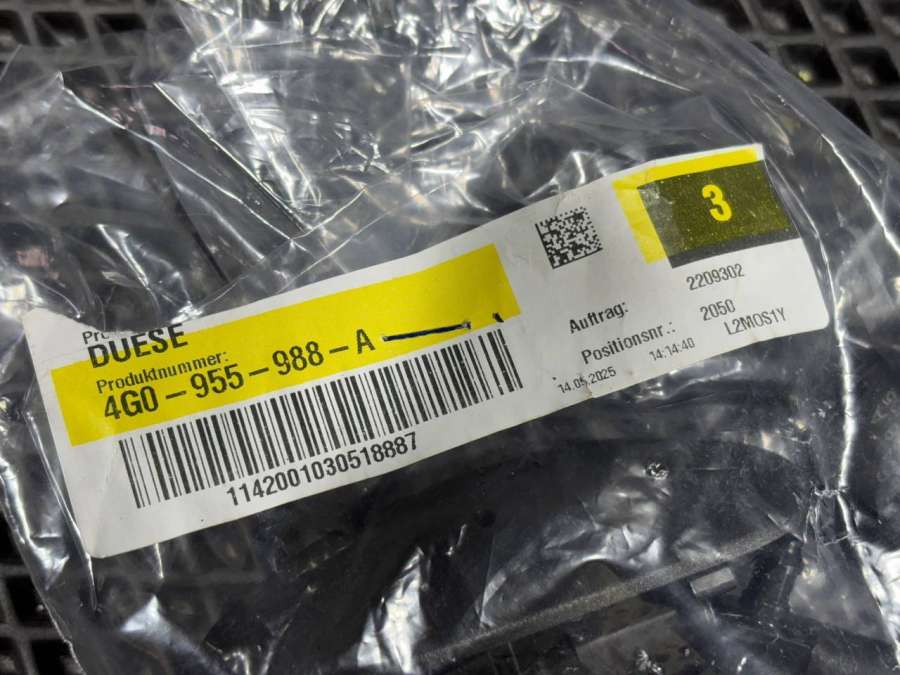 DUESE
Produktnummer:
4G0-955-988-A
1142001030518887
3
2209302
Auftrag:
2050
Positionsnr.:
L2MOS1Y
14.05.2025
14:14:40